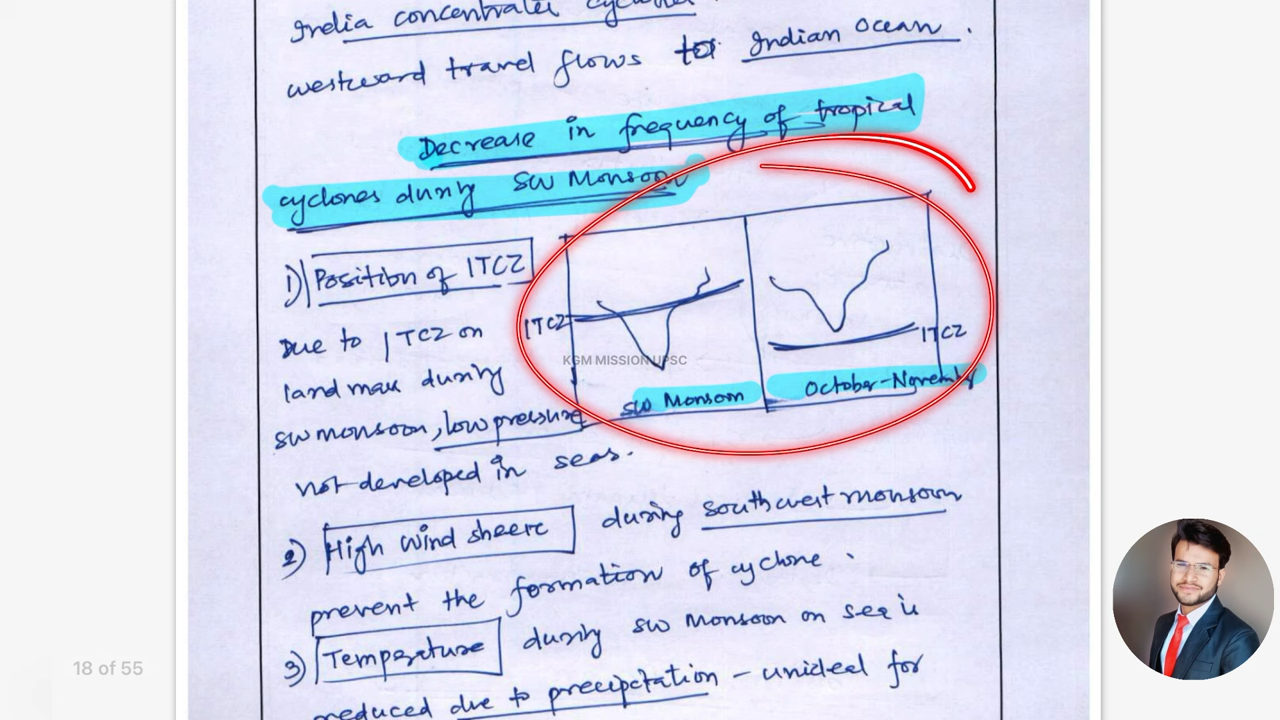 India concentrates
westward travel flows to Indian Ocean.
Decrease in frequency of tropical
cyclones during SW Monsoon
1) Position of ITCZ
Due to ITCZ on
land mass during
SW monsoon, low pressure
not developed in seas.
ITCZ
ITCZ
KGM MISSION UPSC
SW Monsoon
October-November
2) High wind sheere during southwest monsoon
prevent the formation of cyclone.
3) Temperature during SW Monsoon on sea is
reduced due to precipitation - unideal for
18 of 55